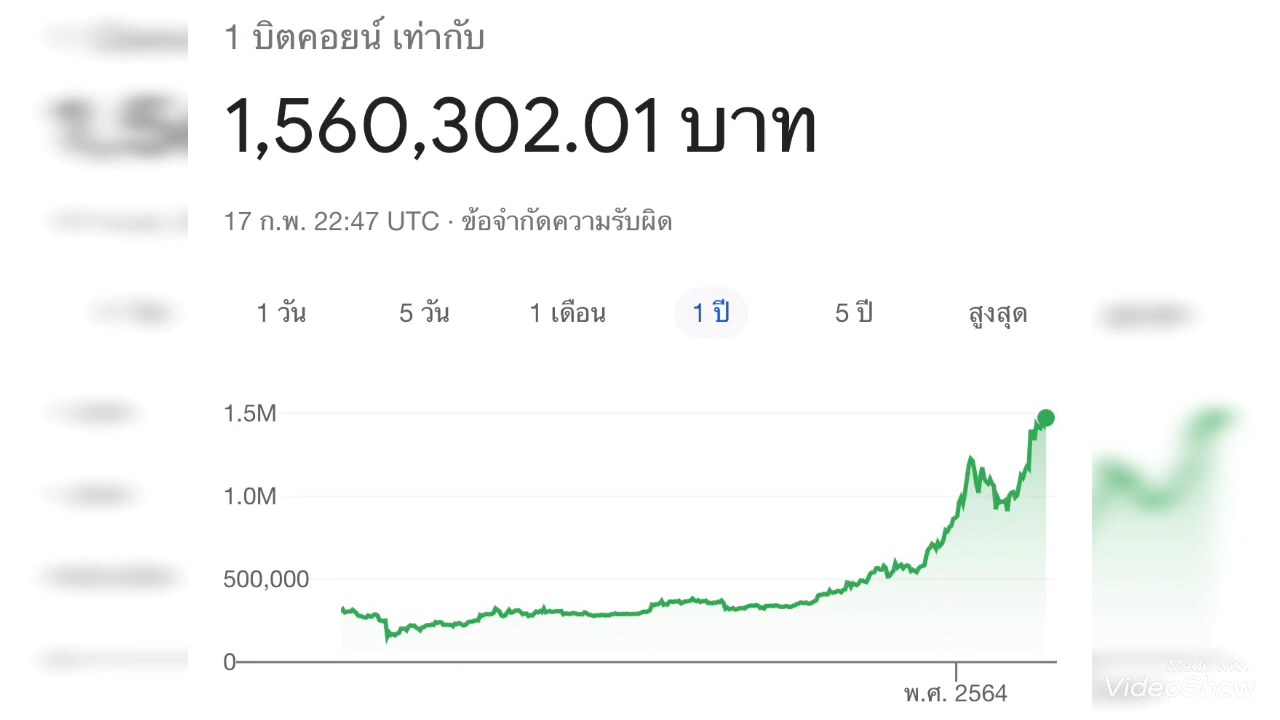 1 บิตคอยน์ เท่ากับ
1,560,302.01 บาท
17 ก.พ. 22:47 UTC · ข้อจำกัดความรับผิด
1 วัน 5 วัน 1 เดือน 1 ปี 5 ปี สูงสุด
1.5M
1.0M
500,000
0
พ.ศ. 2564
Made with
VideoShow